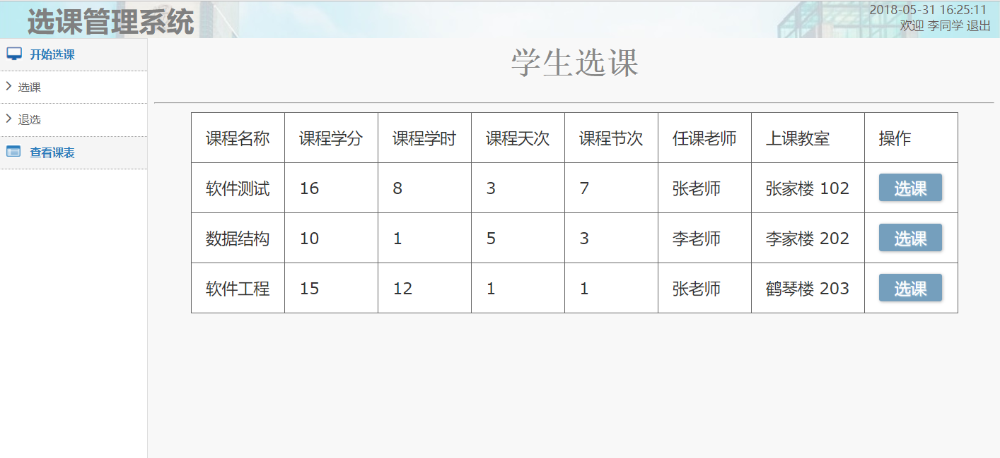 选课管理系统
2018-05-31 16:25:11
欢迎 李同学 退出
开始选课
选课
退选
查看课表
学生选课
课程名称 课程学分 课程学时 课程天次 课程节次 任课老师 上课教室 操作
软件测试 16 8 3 7 张老师 张家楼 102 选课
数据结构 10 1 5 3 李老师 李家楼 202 选课
软件工程 15 12 1 1 张老师 鹤琴楼 203 选课